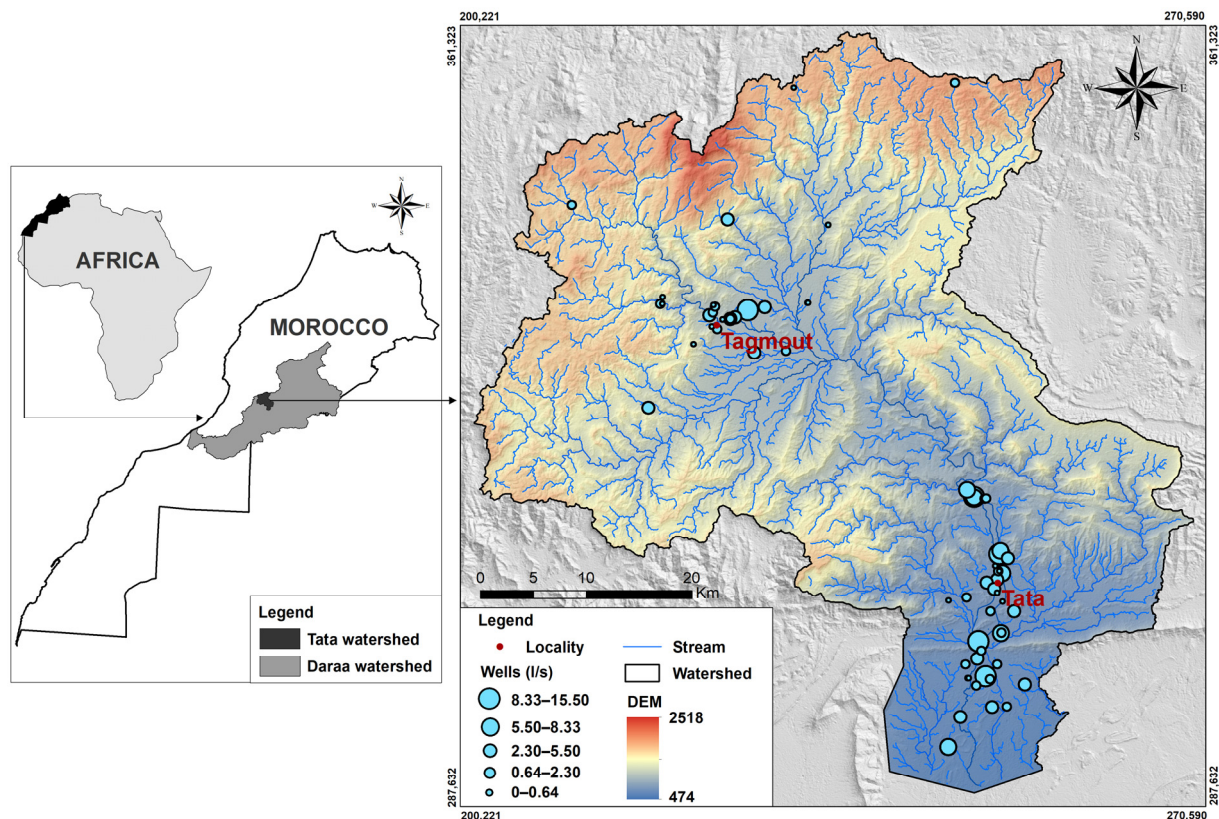 AFRICA
N
W
E
S
MOROCCO
Legend
Tata watershed
Daraa watershed
200,221
270,590
361,323
361,323
N
W
E
S
Tagmout
Tata
0
5
10
20
Km
Legend
Locality
Stream
Wells (l/s)
Watershed
8.33–15.50
5.50–8.33
2.30–5.50
0.64–2.30
0–0.64
DEM
2518
474
287,632
287,632
200,221
270,590